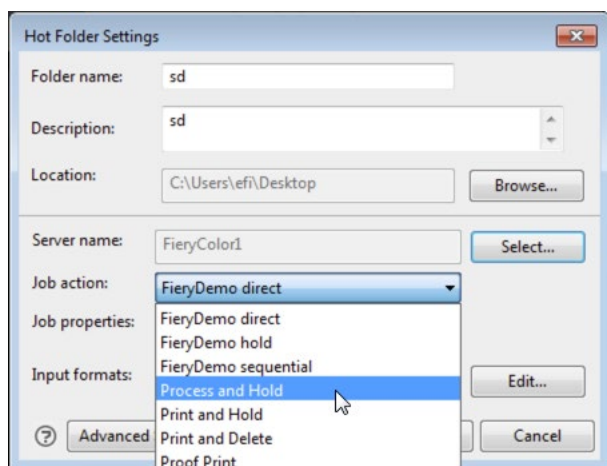 Hot Folder Settings
Folder name: sd
Description: sd
Location: C:\Users\efi\Desktop Browse...
Server name: FieryColor1 Select...
Job action: FieryDemo direct
Job properties: FieryDemo direct
FieryDemo hold
FieryDemo sequential
Input formats: Edit...
Process and Hold
Print and Hold
? Advanced Print and Delete Cancel
Proof Print